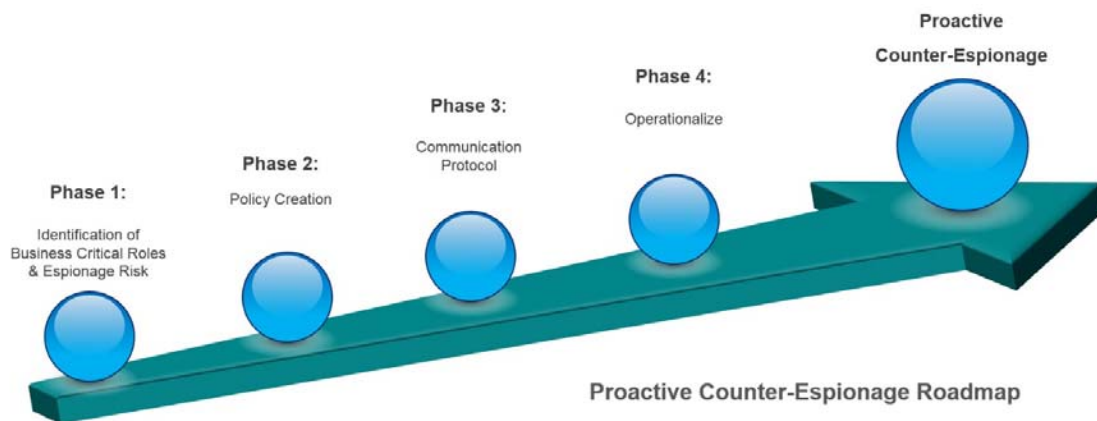 Phase 1:
Identification of
Business Critical Roles
& Espionage Risk
Phase 2:
Policy Creation
Phase 3:
Communication
Protocol
Phase 4:
Operationalize
Proactive
Counter-Espionage
Proactive Counter-Espionage Roadmap